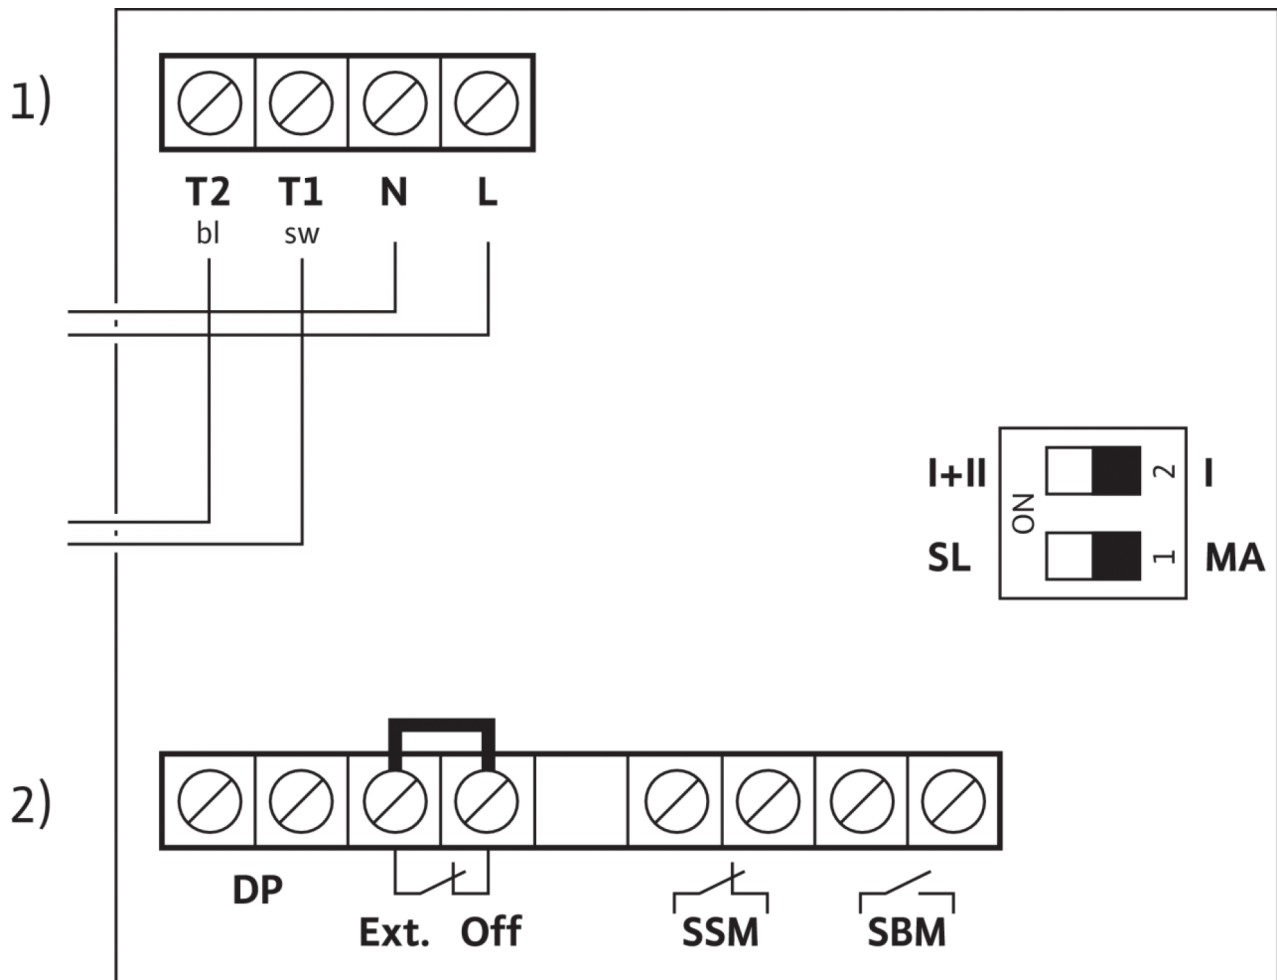 1)
T2 T1 N L
bl sw
I+II ON 2 I
SL 1 MA
2)
DP
Ext. Off SSM SBM